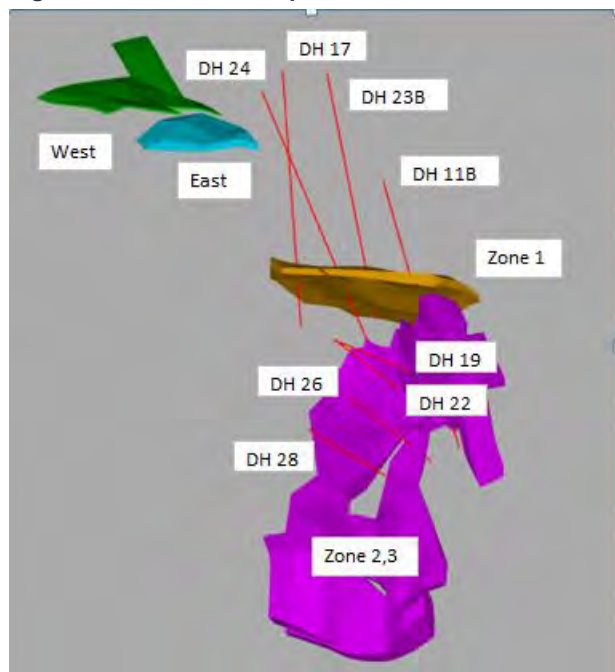 DH 17
DH 24
DH 23B
West
East
DH 11B
Zone 1
DH 19
DH 26
DH 22
DH 28
Zone 2,3